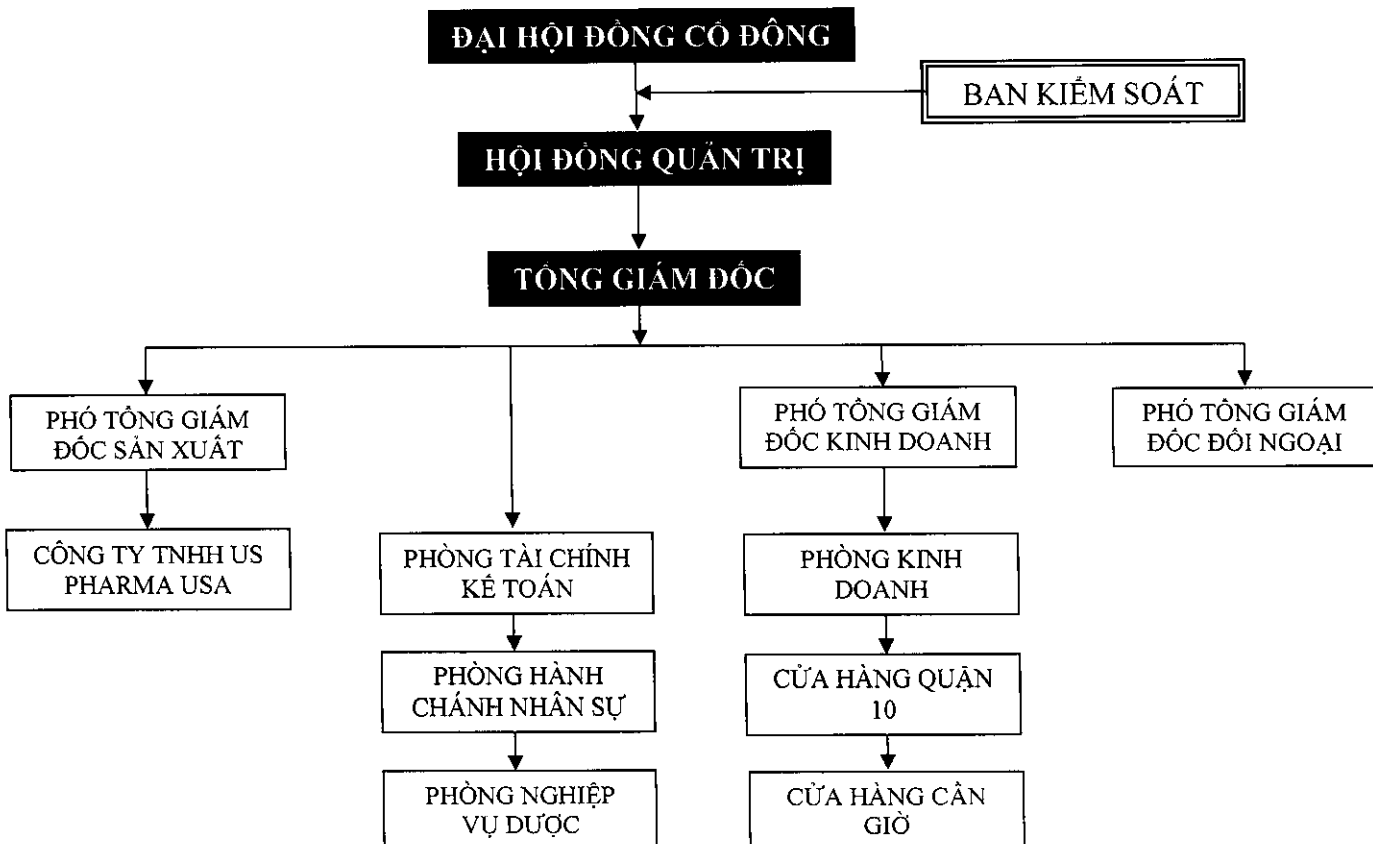 ĐẠI HỘI ĐỒNG CỔ ĐÔNG
BAN KIỂM SOÁT
HỘI ĐỒNG QUẢN TRỊ
TỔNG GIÁM ĐỐC
PHÓ TỔNG GIÁM
ĐỐC SẢN XUẤT
PHÓ TỔNG GIÁM
ĐỐC KINH DOANH
PHÓ TỔNG GIÁM
ĐỐC ĐỐI NGOẠI
CÔNG TY TNHH US
PHARMA USA
PHÒNG TÀI CHÍNH
KẾ TOÁN
PHÒNG KINH
DOANH
PHÒNG HÀNH
CHÁNH NHÂN SỰ
CỬA HÀNG QUẬN
10
PHÒNG NGHIỆP
VỤ DƯỢC
CỬA HÀNG CẦN
GIỜ